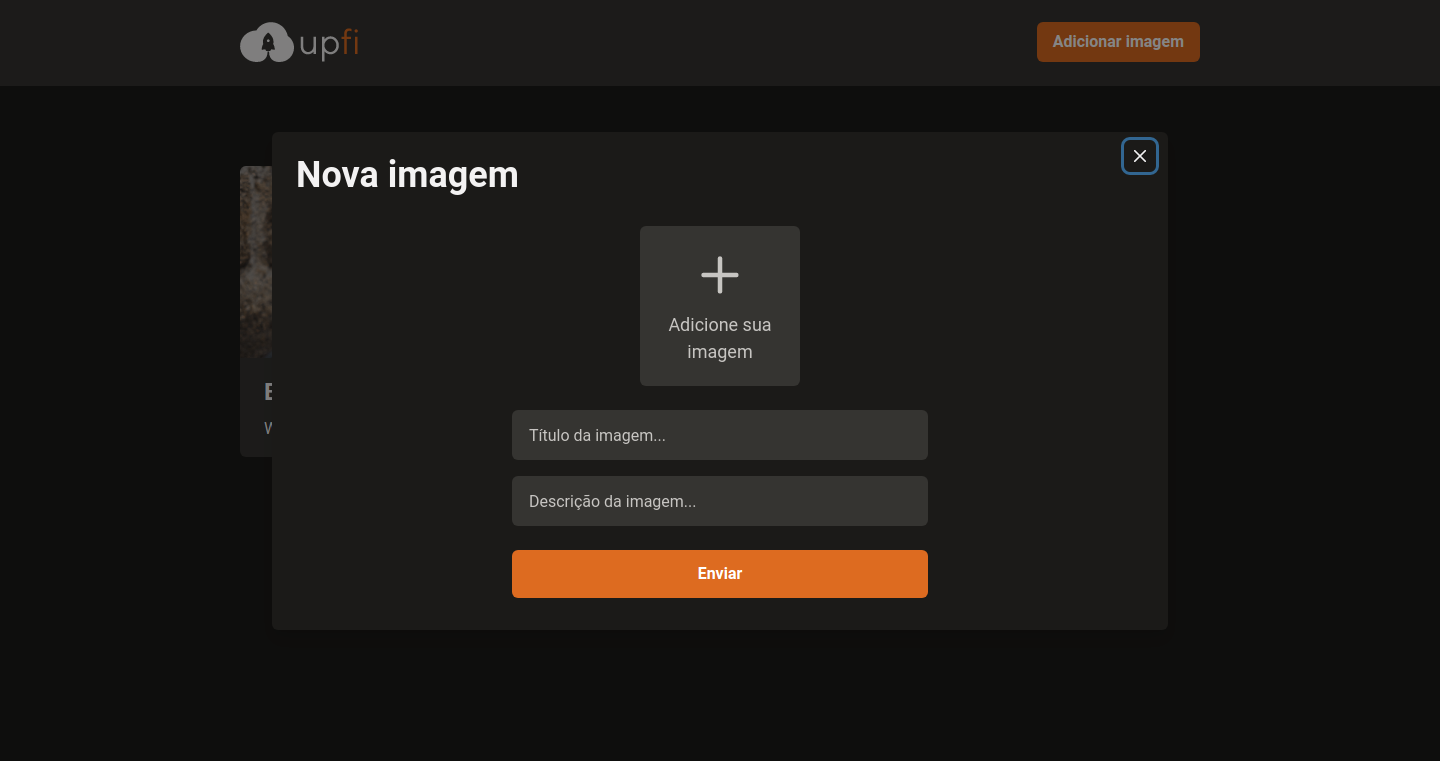 upfi
Adicionar imagem
Nova imagem
Adicione sua
imagem
Título da imagem...
Descrição da imagem...
Enviar